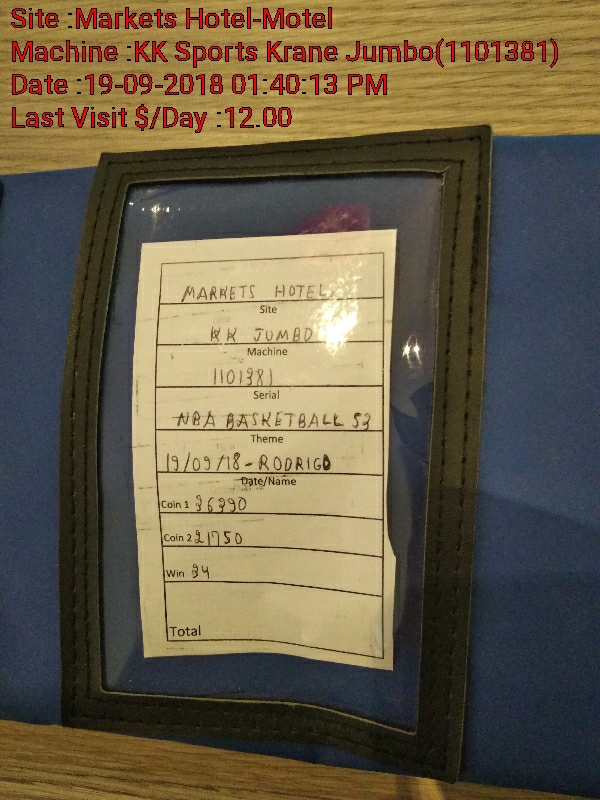 Site :Markets Hotel-Motel
Machine :KK Sports Krane Jumbo(1101381)
Date :19-09-2018 01:40:13 PM
Last Visit $/Day :12.00
MARKETS HOTEL
Site
KK JUMBO
Machine
1101381
Serial
NBA BASKETBALL S3
Theme
19/09/18-RODRIGO
Date/Name
Coin 1 36390
Coin 2 21750
Win 34
Total